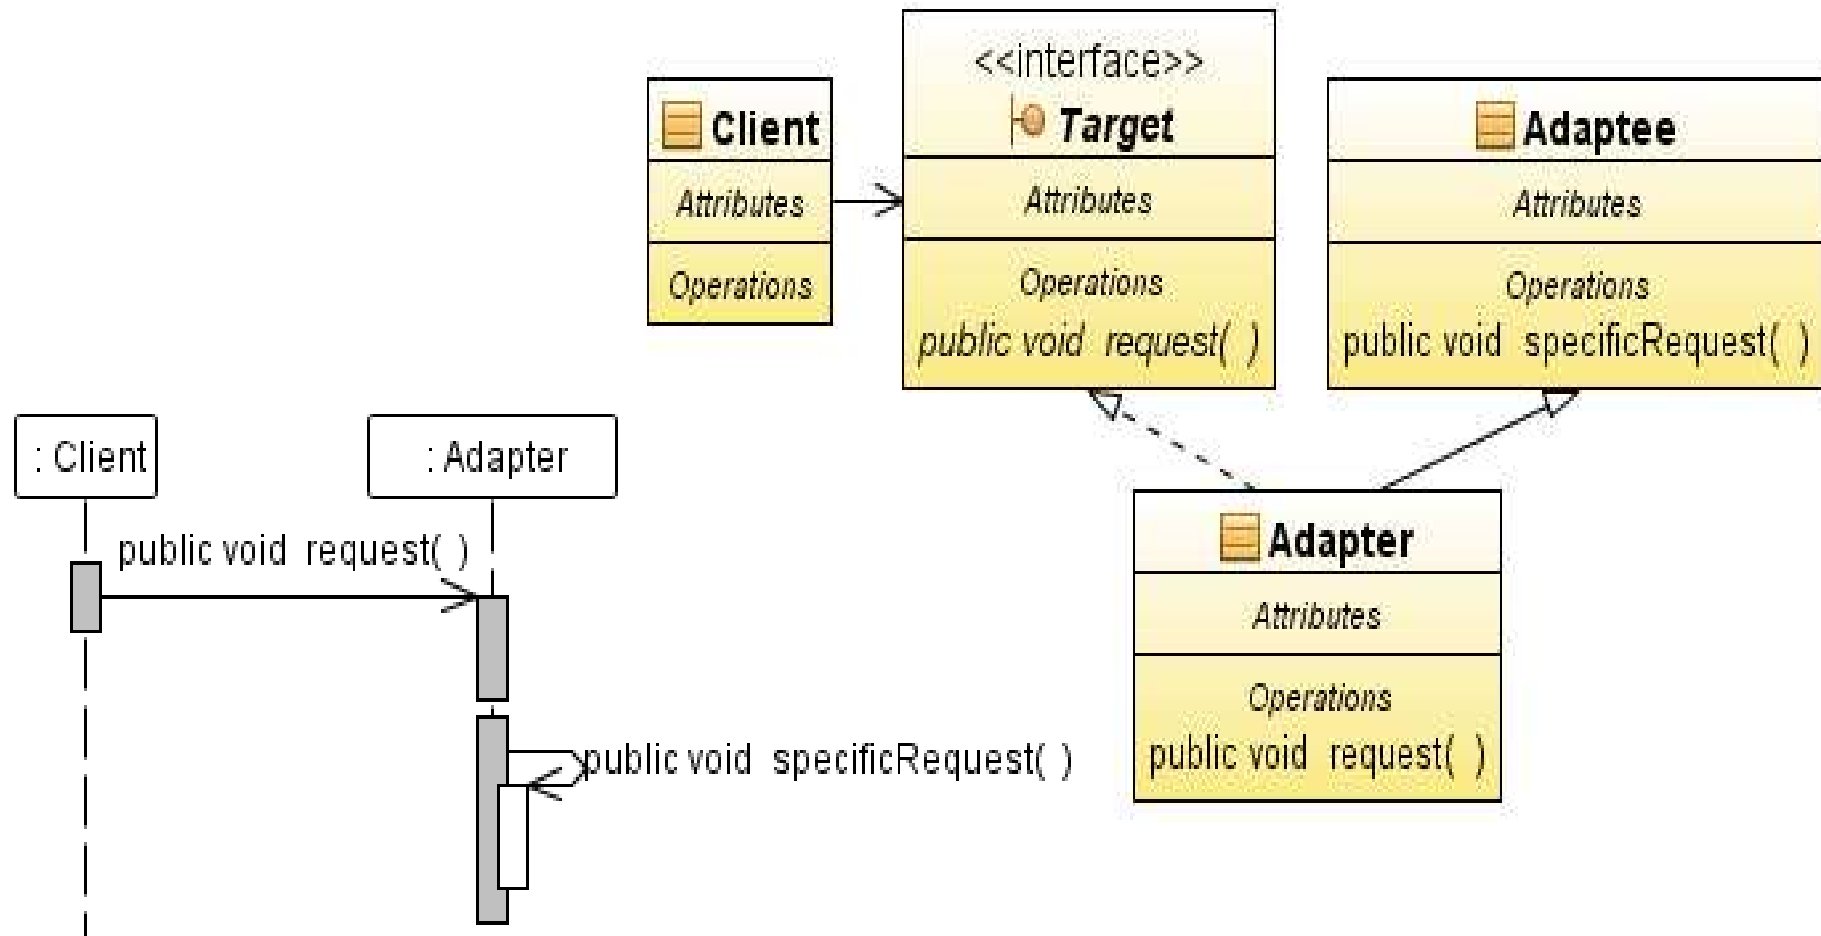 <<interface>>
Target
Attributes
Operations
public void request( )
Client
Attributes
Operations
Adaptee
Attributes
Operations
public void specificRequest( )
Adapter
Attributes
Operations
public void request( )
: Client
: Adapter
public void request( )
public void specificRequest( )